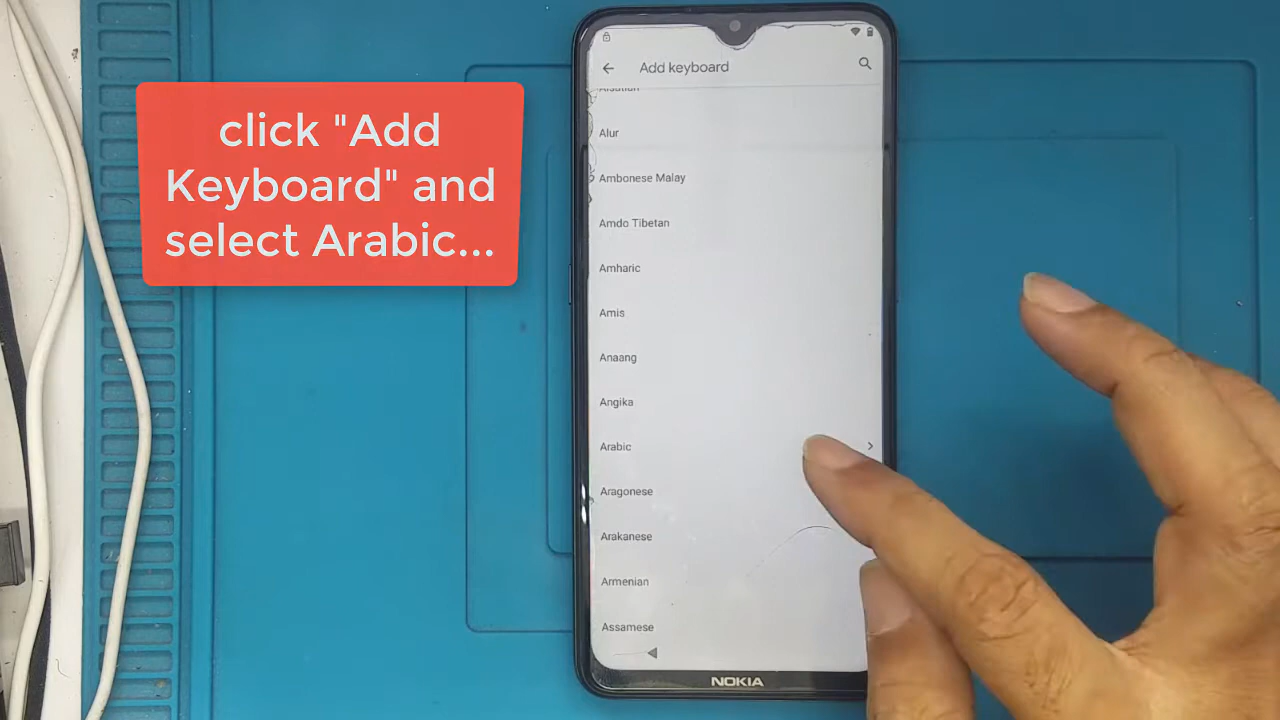 click "Add
Keyboard" and
select Arabic...
Add keyboard
Alsatian
Alur
Ambonese Malay
Amdo Tibetan
Amharic
Amis
Anaang
Angika
Arabic
Aragonese
Arakanese
Armenian
Assamese
NOKIA